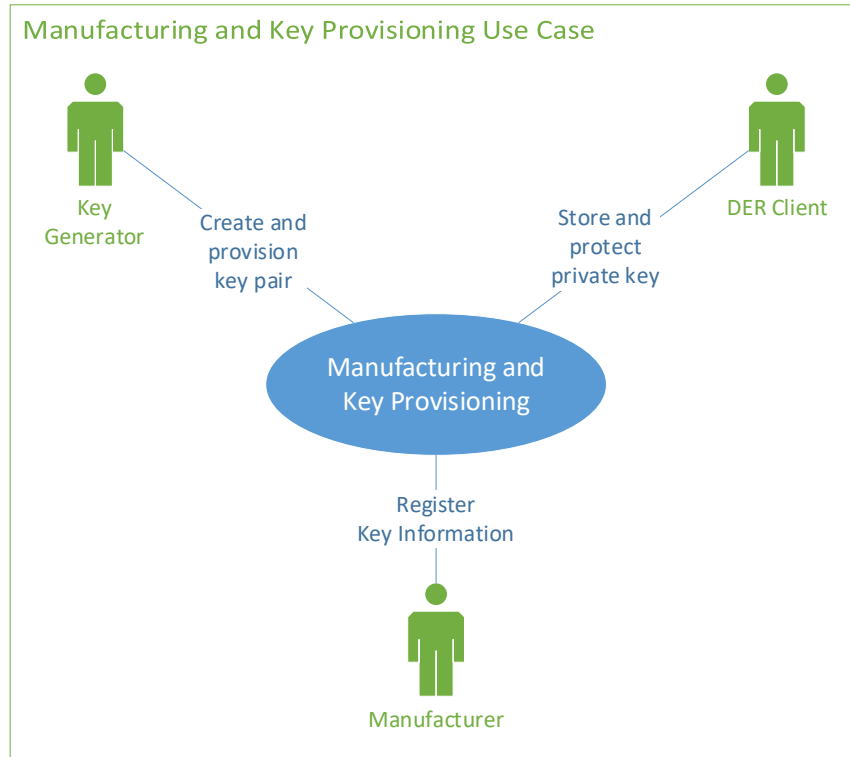 Manufacturing and Key Provisioning Use Case
Key
Generator
Create and
provision
key pair
Store and
protect
private key
DER Client
Manufacturing and
Key Provisioning
Register
Key Information
Manufacturer